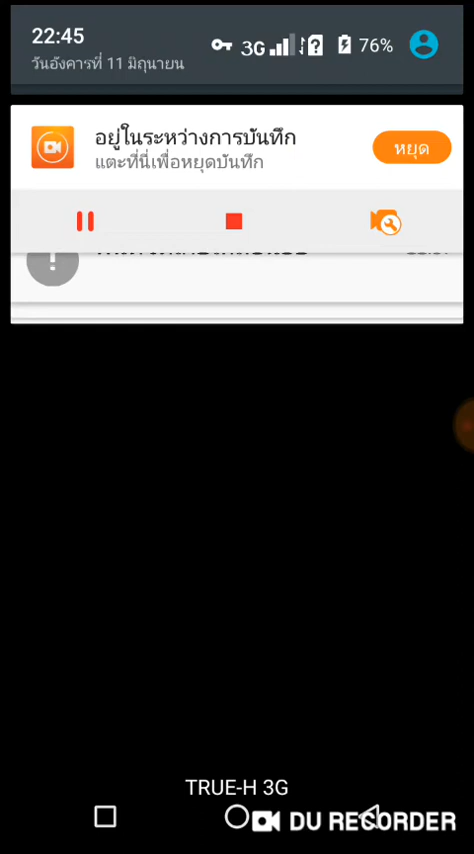 22:45
3G
76%
วันอังคารที่ 11 มิถุนายน
อยู่ในระหว่างการบันทึก
แตะที่นี่เพื่อหยุดบันทึก
หยุด
TRUE-H 3G
DU RECORDER